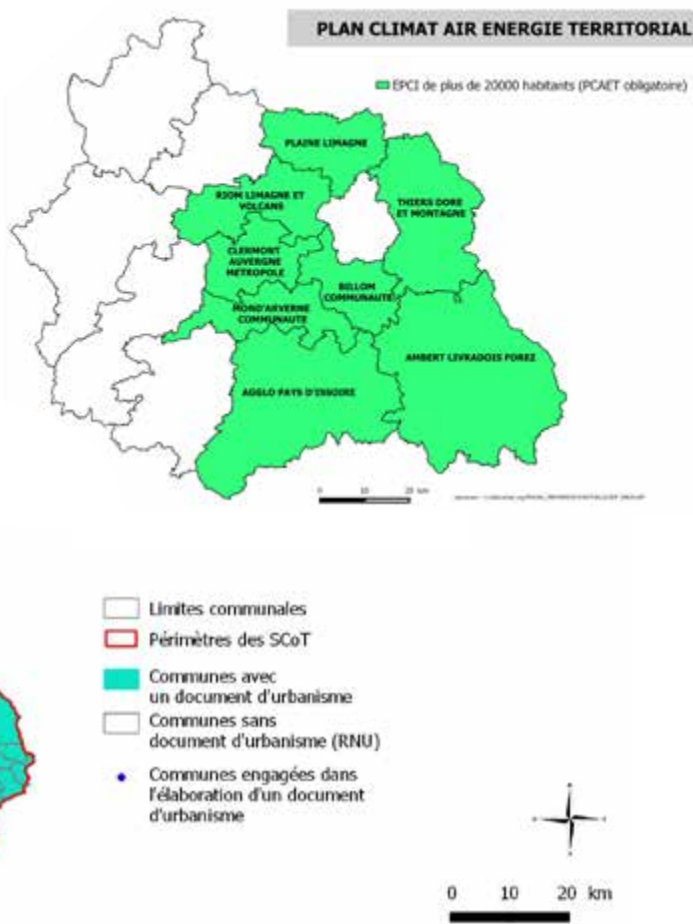 PLAN CLIMAT AIR ENERGIE TERRITORIAL
EPCI de plus de 20000 habitants (PCAET obligatoire)
PLAINE LIMAGNE
RIOM LIMAGNE ET
VOLCANS
THIERS DORE
ET MONTAGNE
CLERMONT
AUVERGNE
METROPOLE
BILLOM
COMMUNAUTE
MOND'ARVERNE
COMMUNAUTE
AMBERT LIVRADOIS FOREZ
AGGLO PAYS D'ISSOIRE
0 10 20 km
Limites communales
Périmètres des SCoT
Communes avec
un document d'urbanisme
Communes sans
document d'urbanisme (RNU)
Communes engagées dans
l'élaboration d'un document
d'urbanisme
0 10 20 km